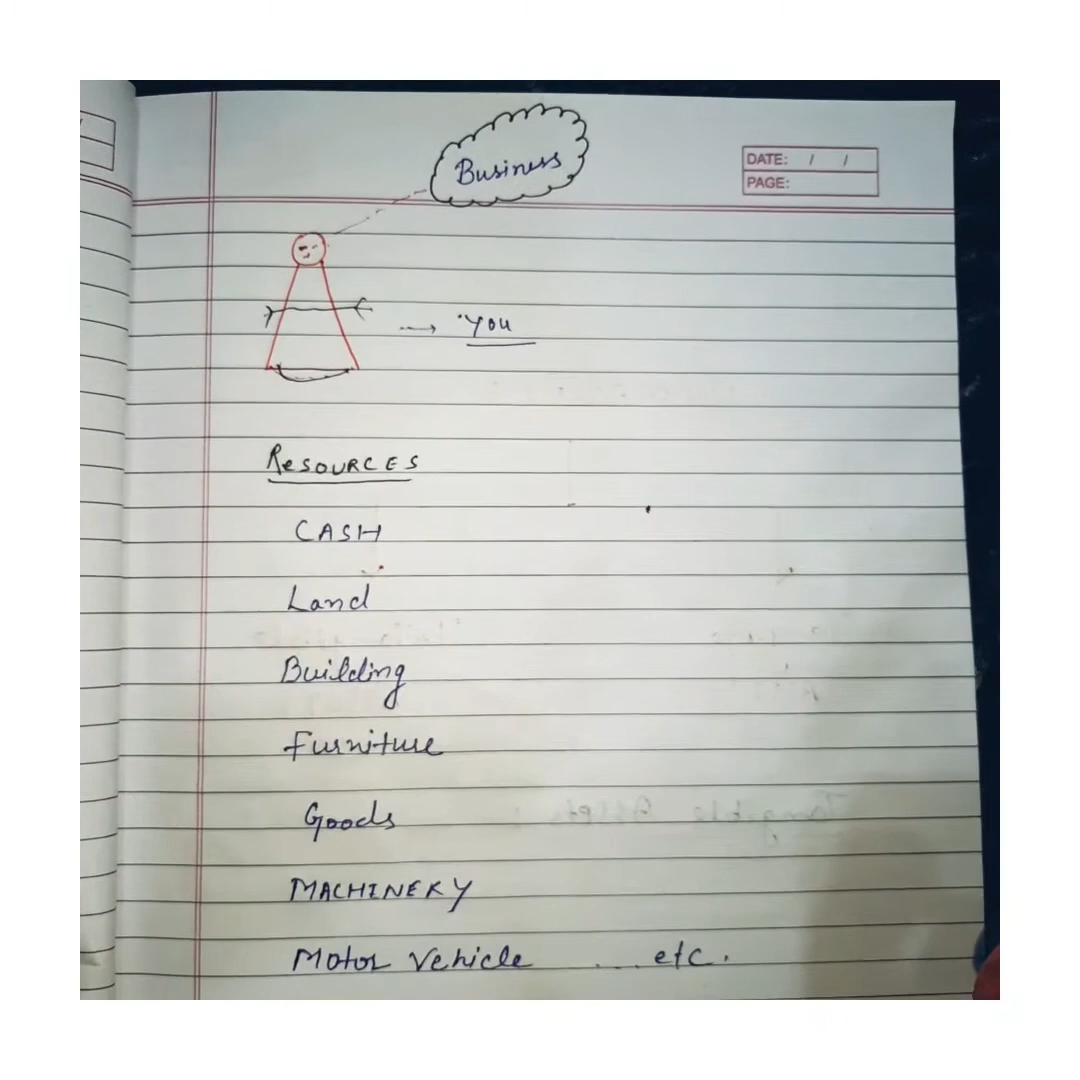 Business
DATE: / /
PAGE:
You
RESOURCES
CASH
Land
Building
Furniture
Goods
MACHINERY
Motor Vehicle .... etc.